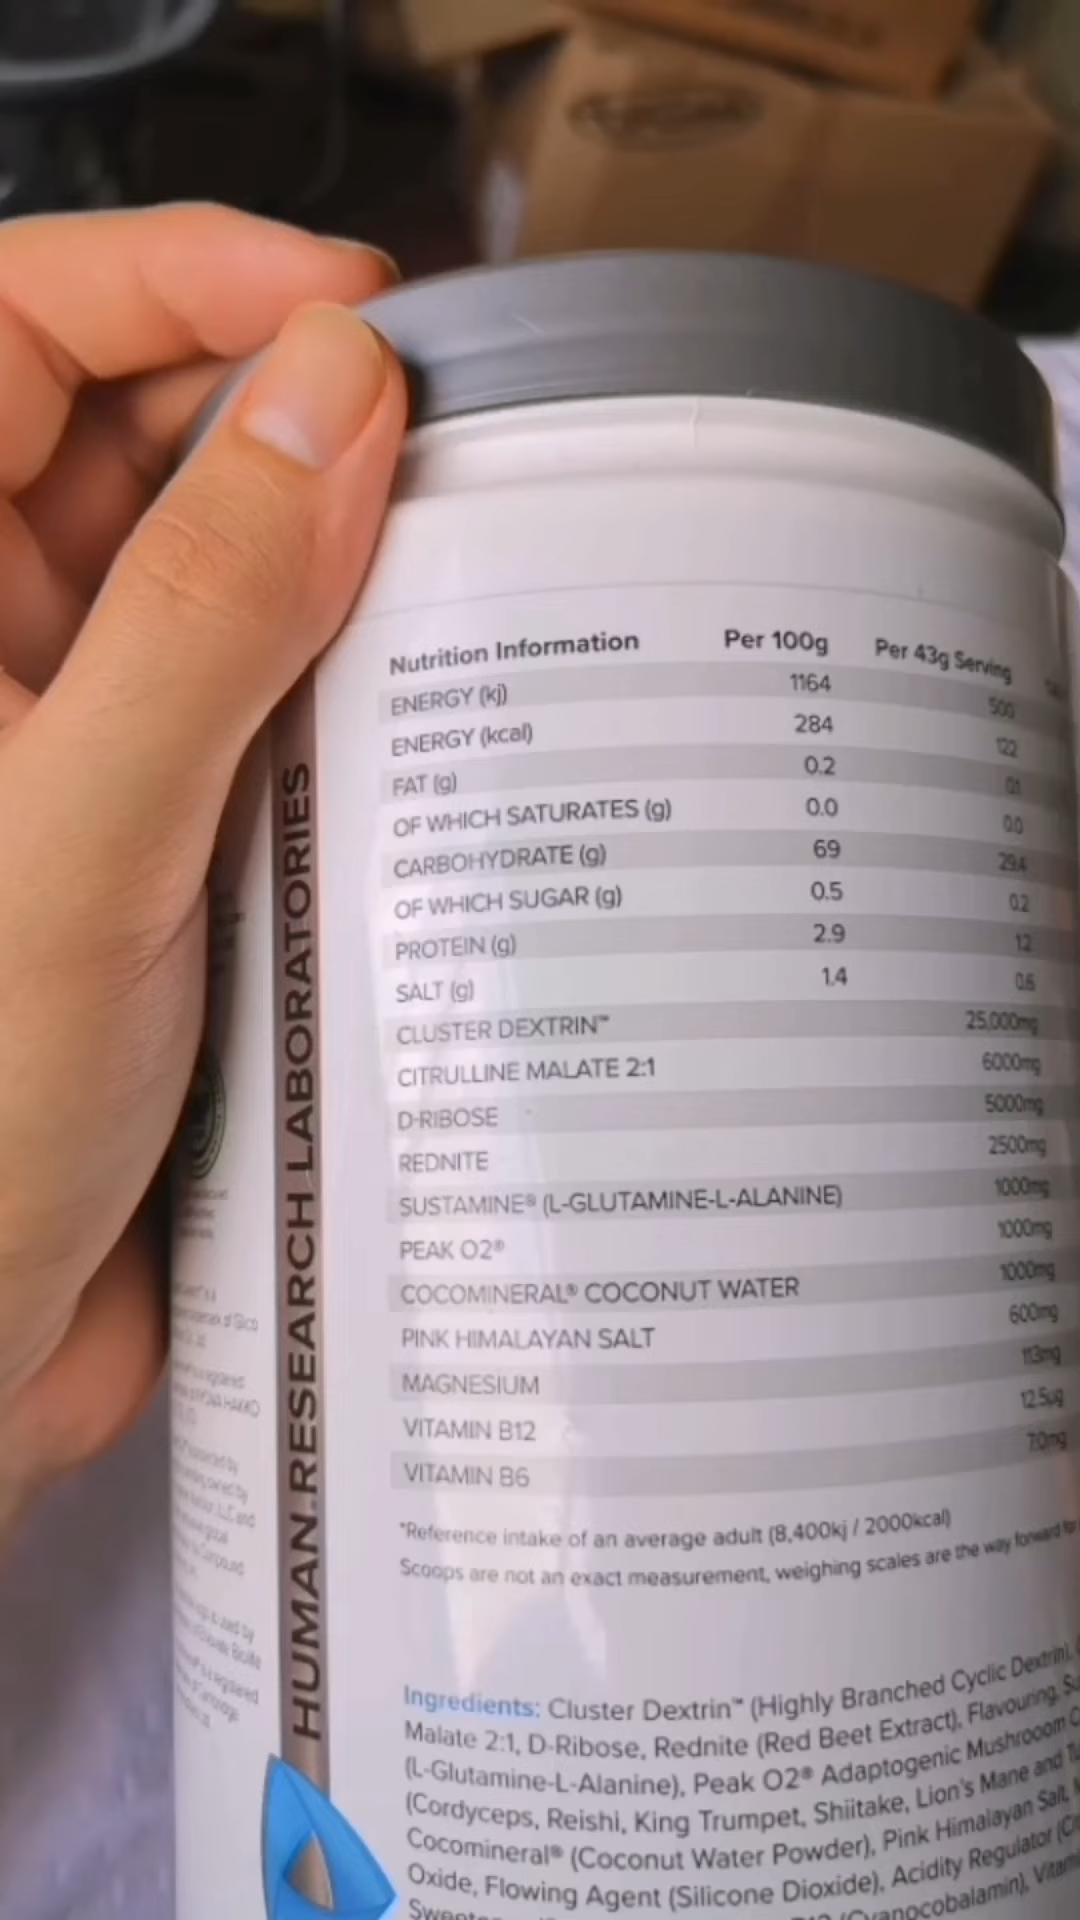 Nutrition Information Per 100g Per 43g Serving
ENERGY (kj) 1164 500
ENERGY (kcal) 284 122
FAT (g) 0.2 0.1
OF WHICH SATURATES (g) 0.0 0.0
CARBOHYDRATE (g) 69 29.4
OF WHICH SUGAR (g) 0.5 0.2
PROTEIN (g) 2.9 1.2
SALT (g) 1.4 0.6
CLUSTER DEXTRIN™ 25,000mg
CITRULLINE MALATE 2:1 6000mg
D-RIBOSE 5000mg
REDNITE 2500mg
SUSTAMINE® (L-GLUTAMINE-L-ALANINE) 1000mg
PEAK O2® 1000mg
COCOMINERAL® COCONUT WATER 1000mg
PINK HIMALAYAN SALT 600mg
MAGNESIUM 113mg
VITAMIN B12 12.5µg
VITAMIN B6 7.0mg
*Reference intake of an average adult (8,400kj / 2000kcal)
Scoops are not an exact measurement, weighing scales are the way forward for
Ingredients: Cluster Dextrin™ (Highly Branched Cyclic Dextrin),
Malate 2:1, D-Ribose, Rednite (Red Beet Extract), Flavouring,
(L-Glutamine-L-Alanine), Peak O2® Adaptogenic Mushrooom
(Cordyceps, Reishi, King Trumpet, Shiitake, Lion's Mane and
Cocomineral® (Coconut Water Powder), Pink Himalayan Salt,
Oxide, Flowing Agent (Silicone Dioxide), Acidity Regulator
(Cyanocobalamin),
HUMAN.RESEARCH LABORATORIES